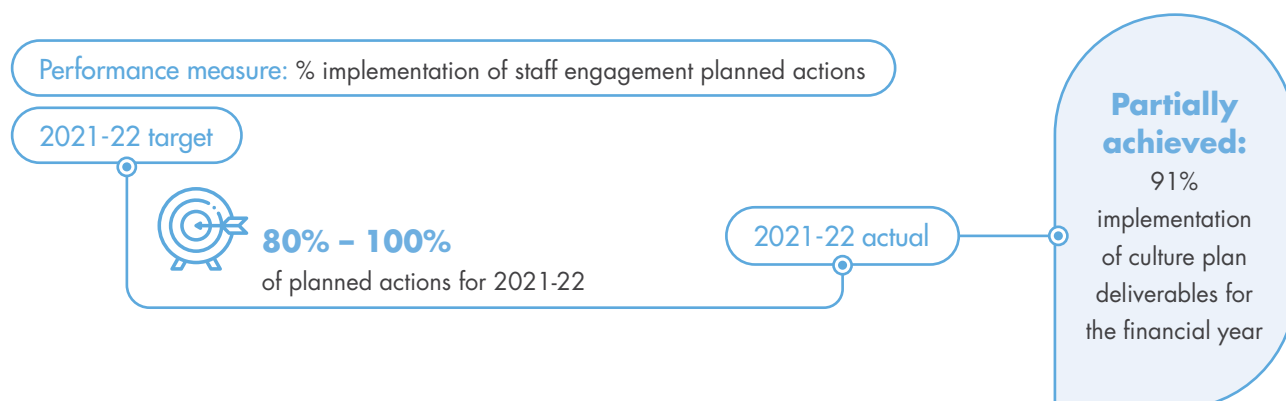 Performance measure: % implementation of staff engagement planned actions
2021-22 target
80% – 100%
of planned actions for 2021-22
2021-22 actual
Partially
achieved:
91%
implementation
of culture plan
deliverables for
the financial year